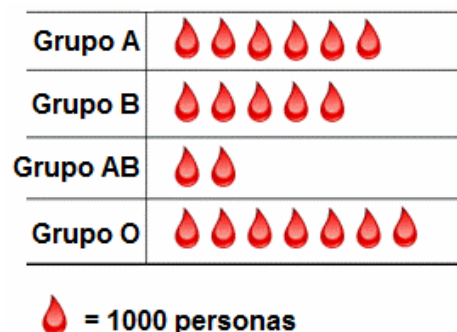 Grupo A
Grupo B
Grupo AB
Grupo O
= 1000 personas